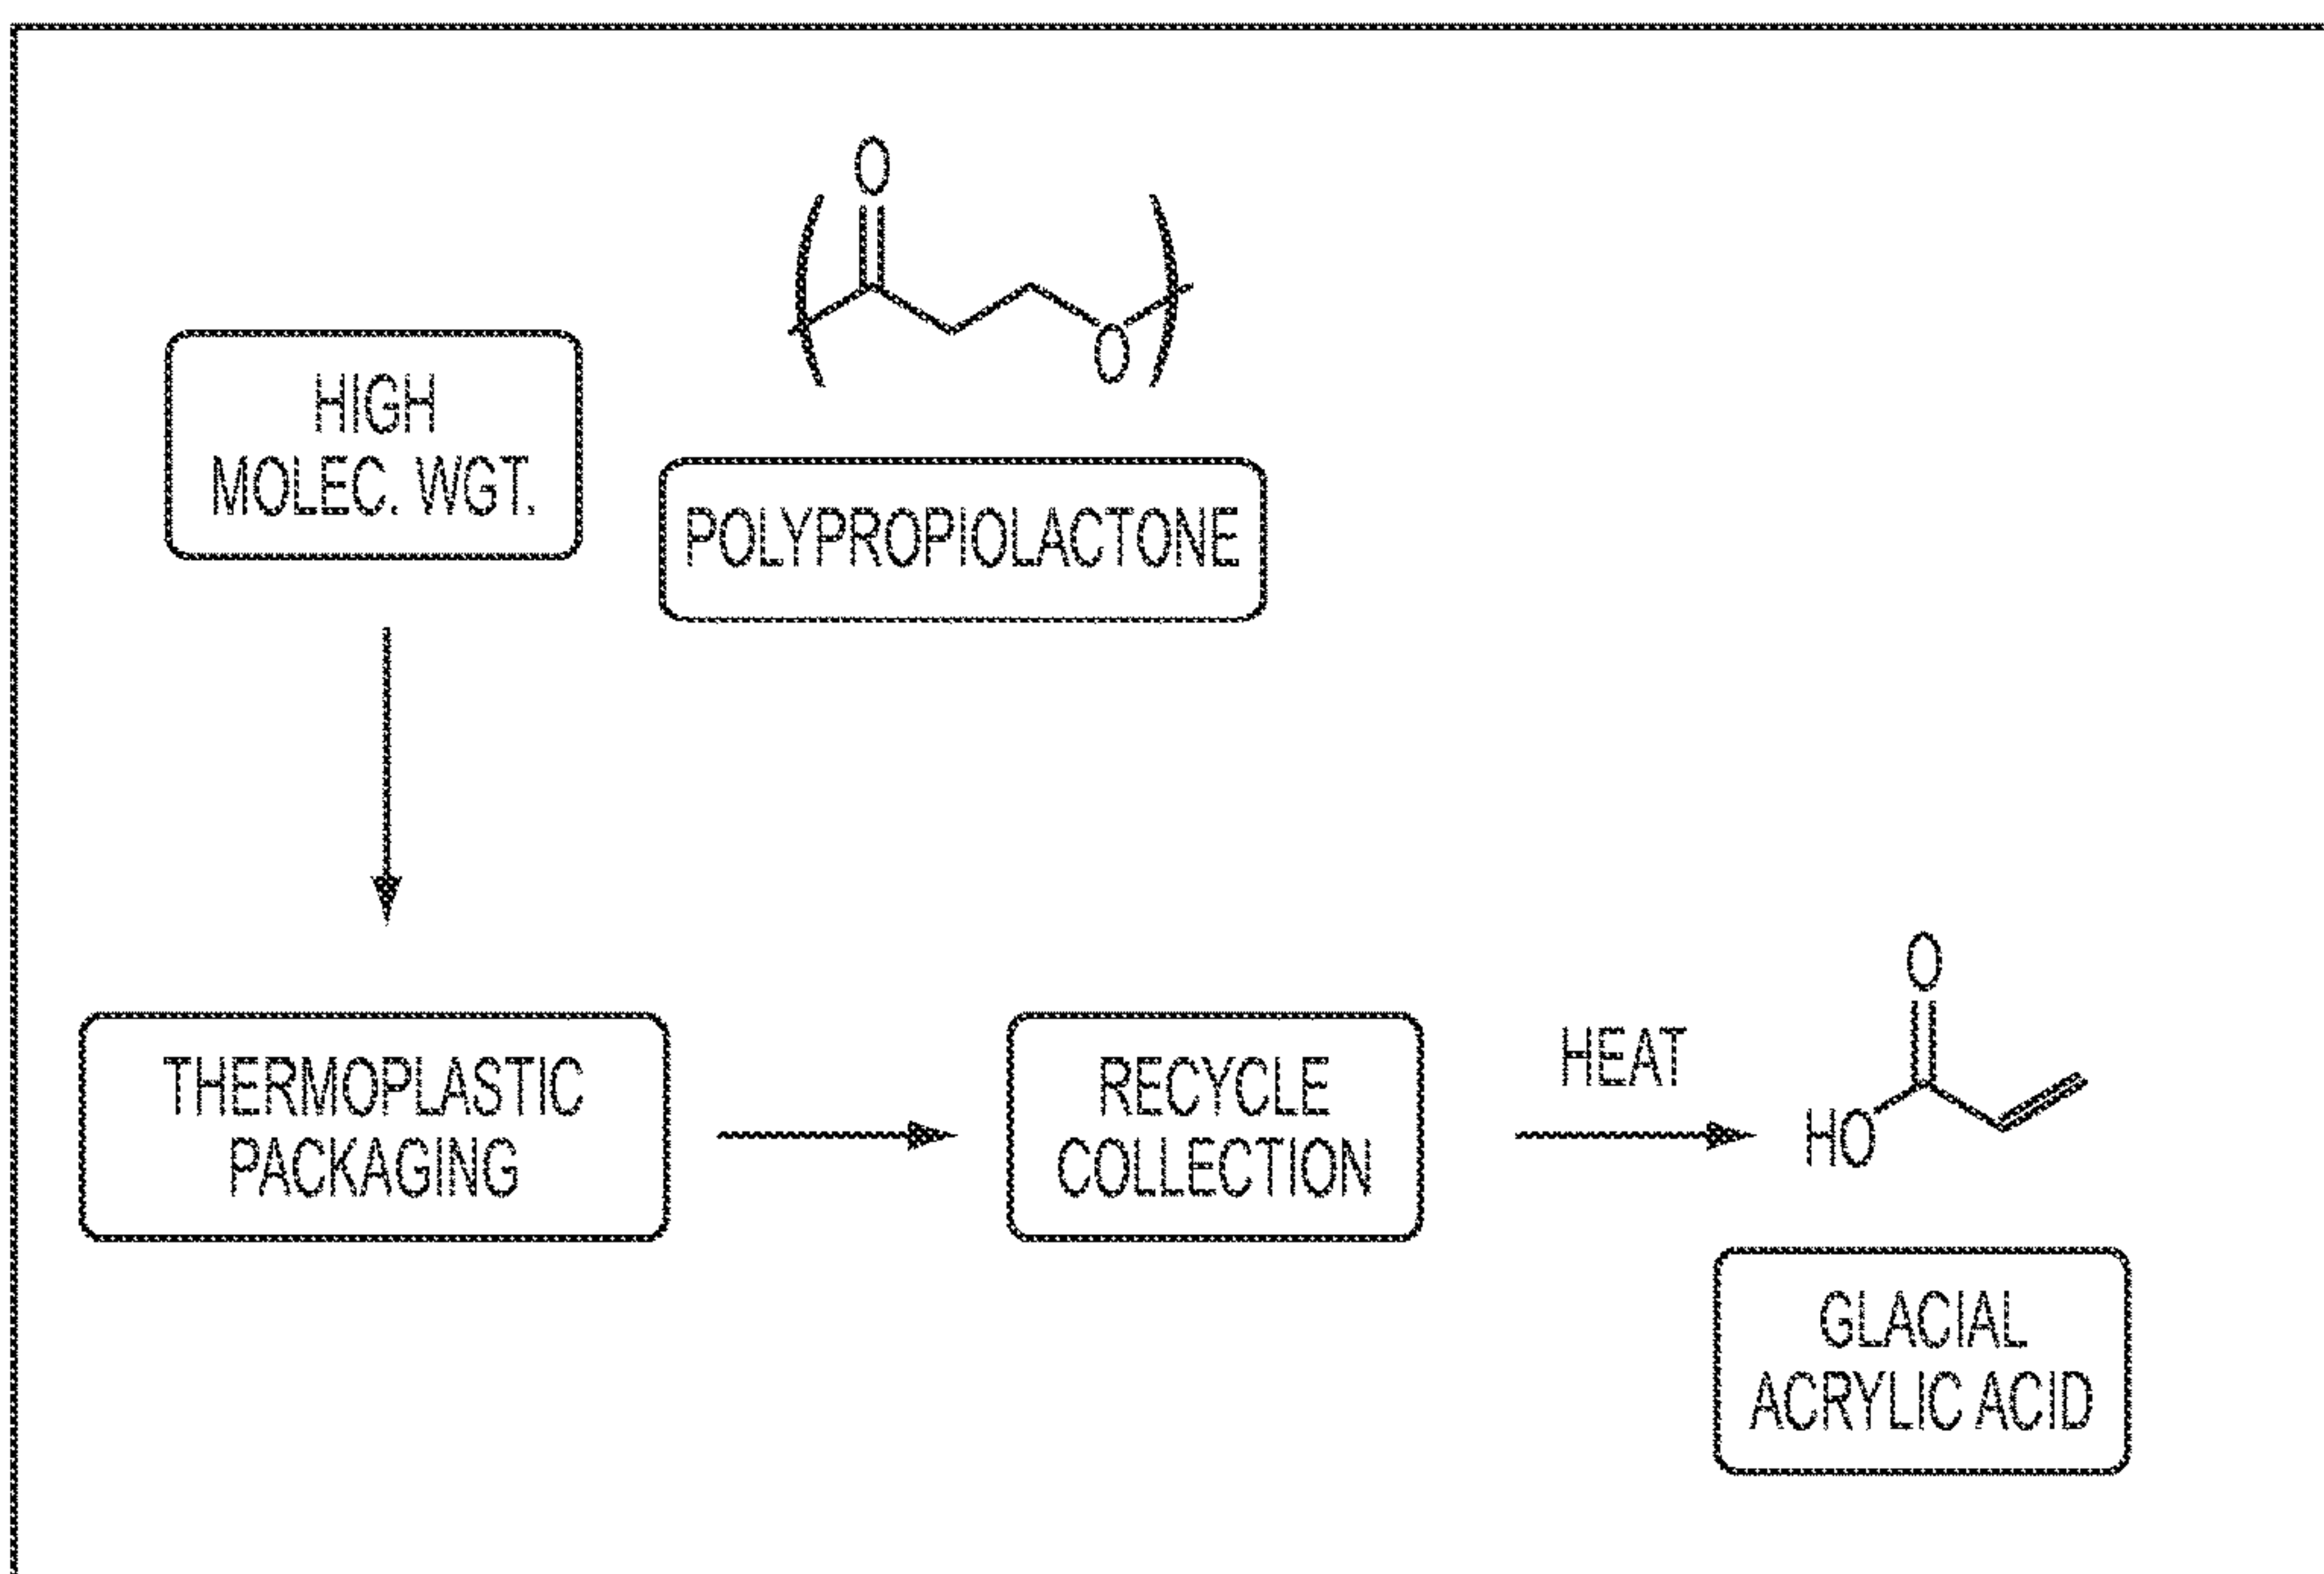 O
O
HIGH
MOLEC. WGT.
POLYPROPIOLACTONE
THERMOPLASTIC
PACKAGING
RECYCLE
COLLECTION
HEAT
O
HO
GLACIAL
ACRYLIC ACID